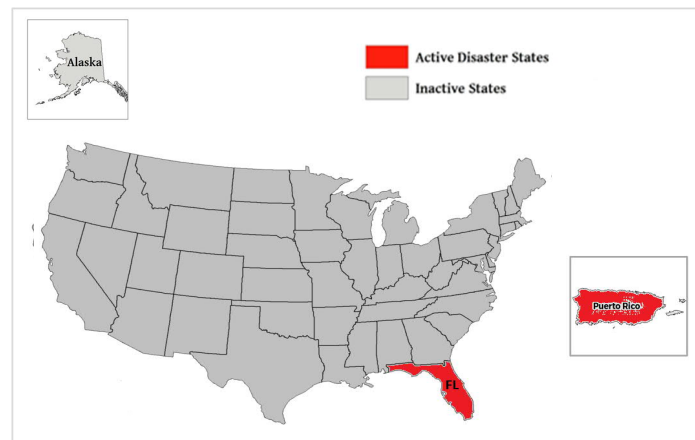 Alaska
Active Disaster States
Inactive States
Puerto Rico
FL